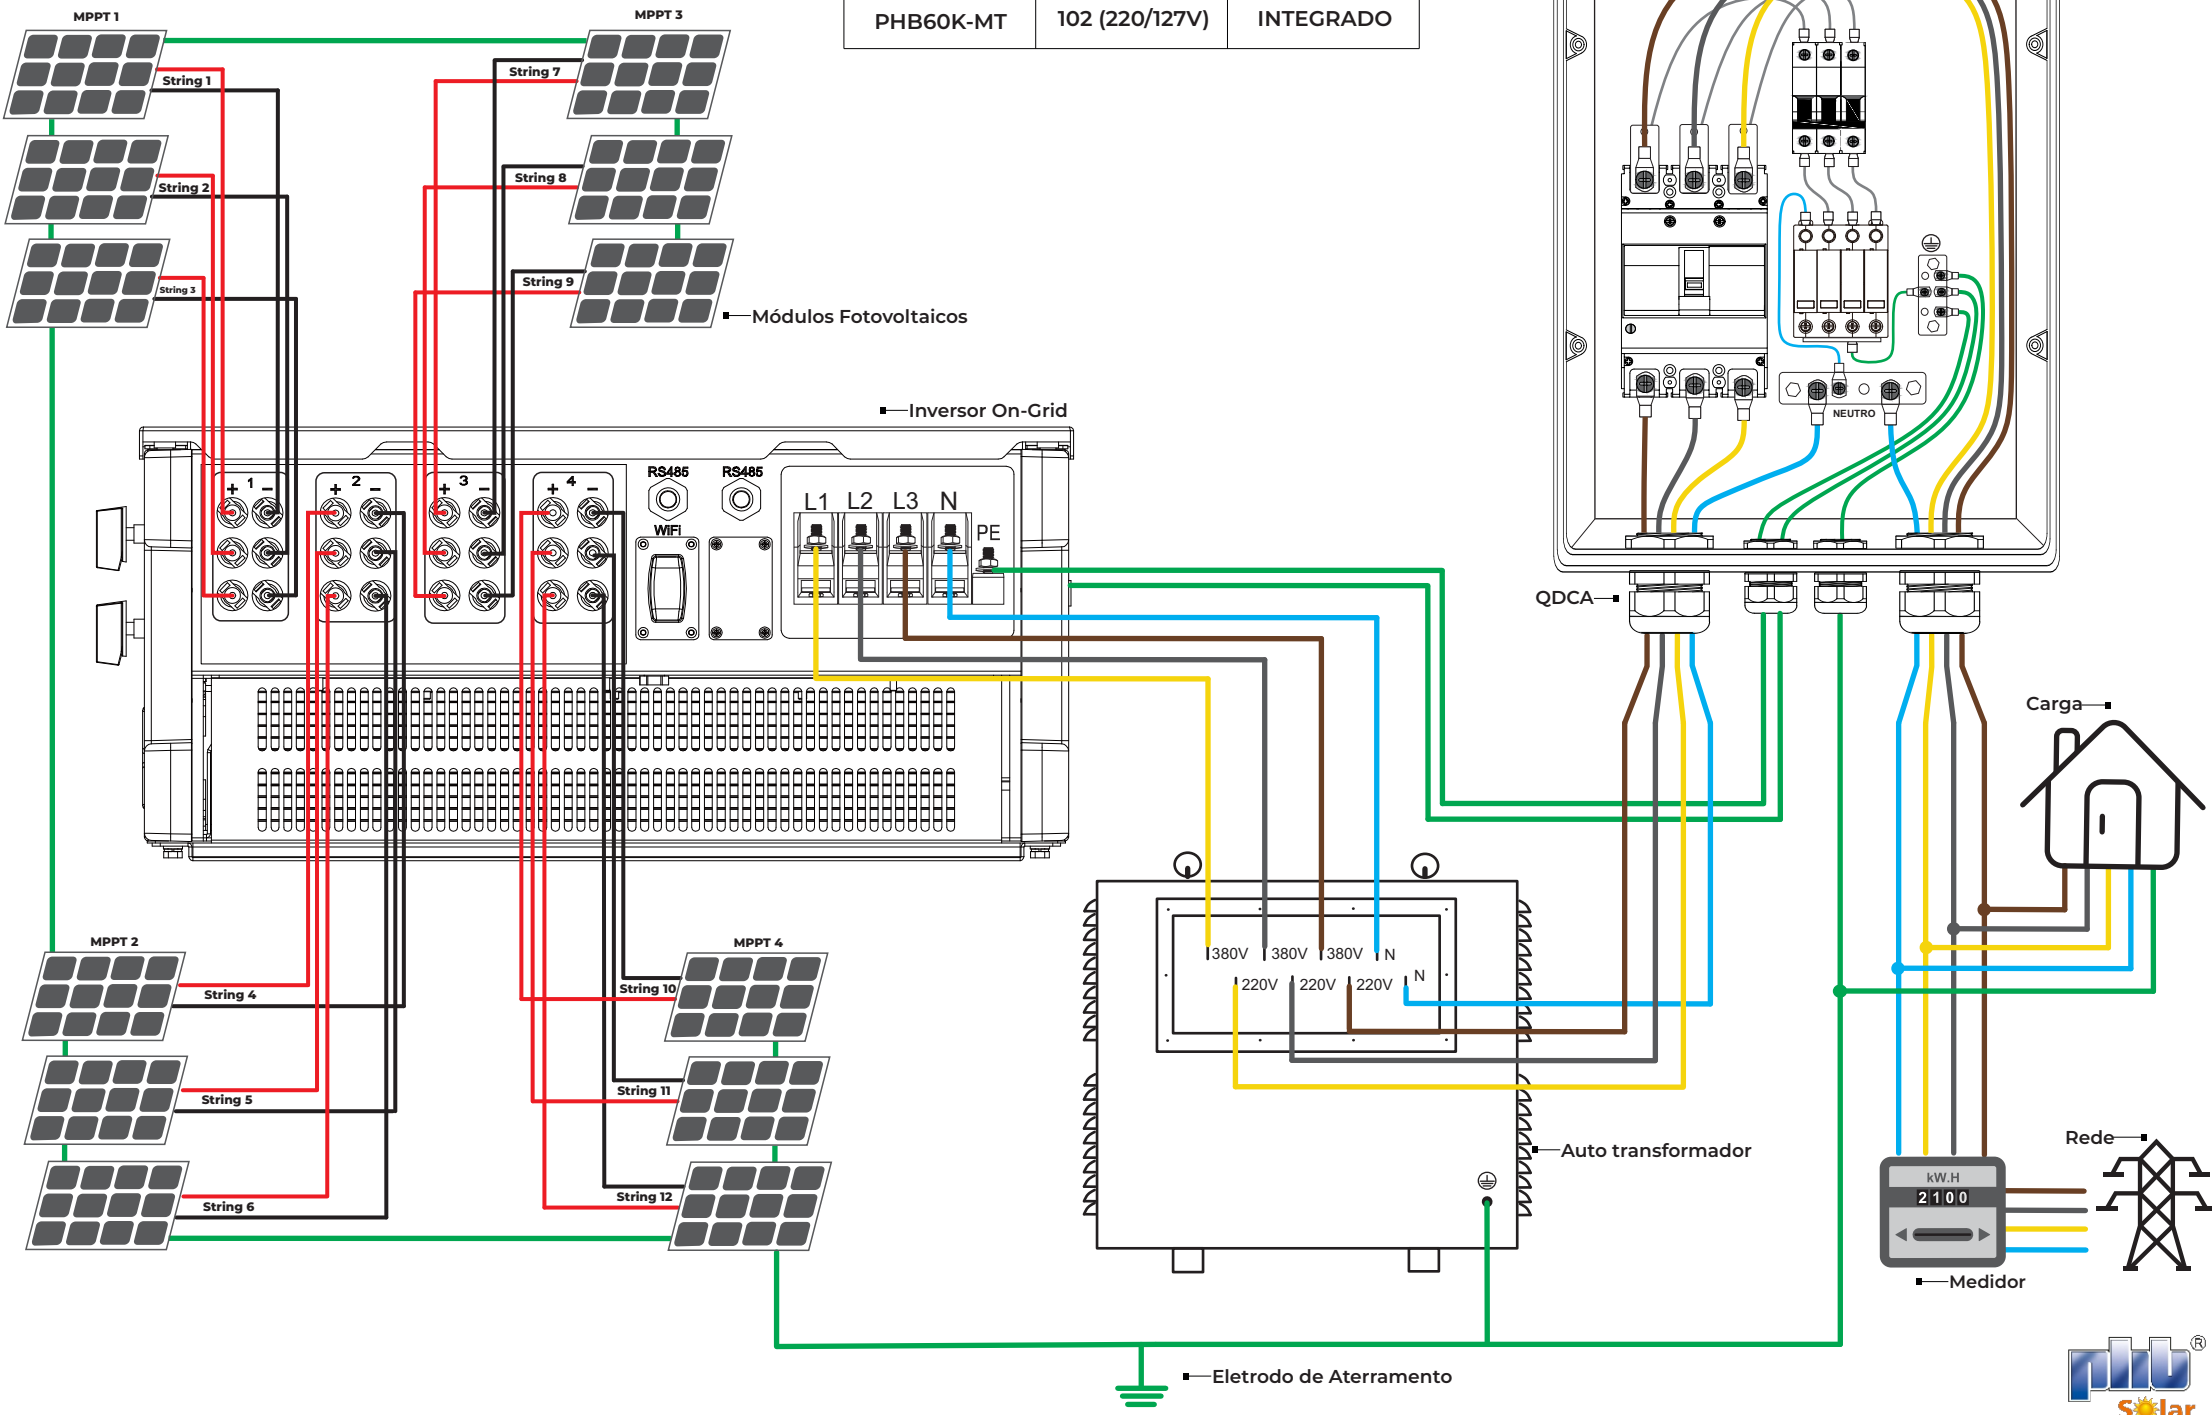 MPPT 1
MPPT 3
PHB60K-MT
102 (220/127V)
INTEGRADO
String 1
String 7
String 2
String 8
String 3
String 9
Módulos Fotovoltaicos
NEUTRO
Inversor On-Grid
1
2
3
4
+ -
+ -
+ -
+ -
RS485
RS485
WiFi
L1
L2
L3
N
PE
QDCA
Carga
MPPT 2
MPPT 4
String 4
String 10
380V
380V
380V
N
220V
220V
220V
N
String 5
String 11
String 6
String 12
Auto transformador
Rede
kW.H
2100
Medidor
Eletrodo de Aterramento
phb®
Solar